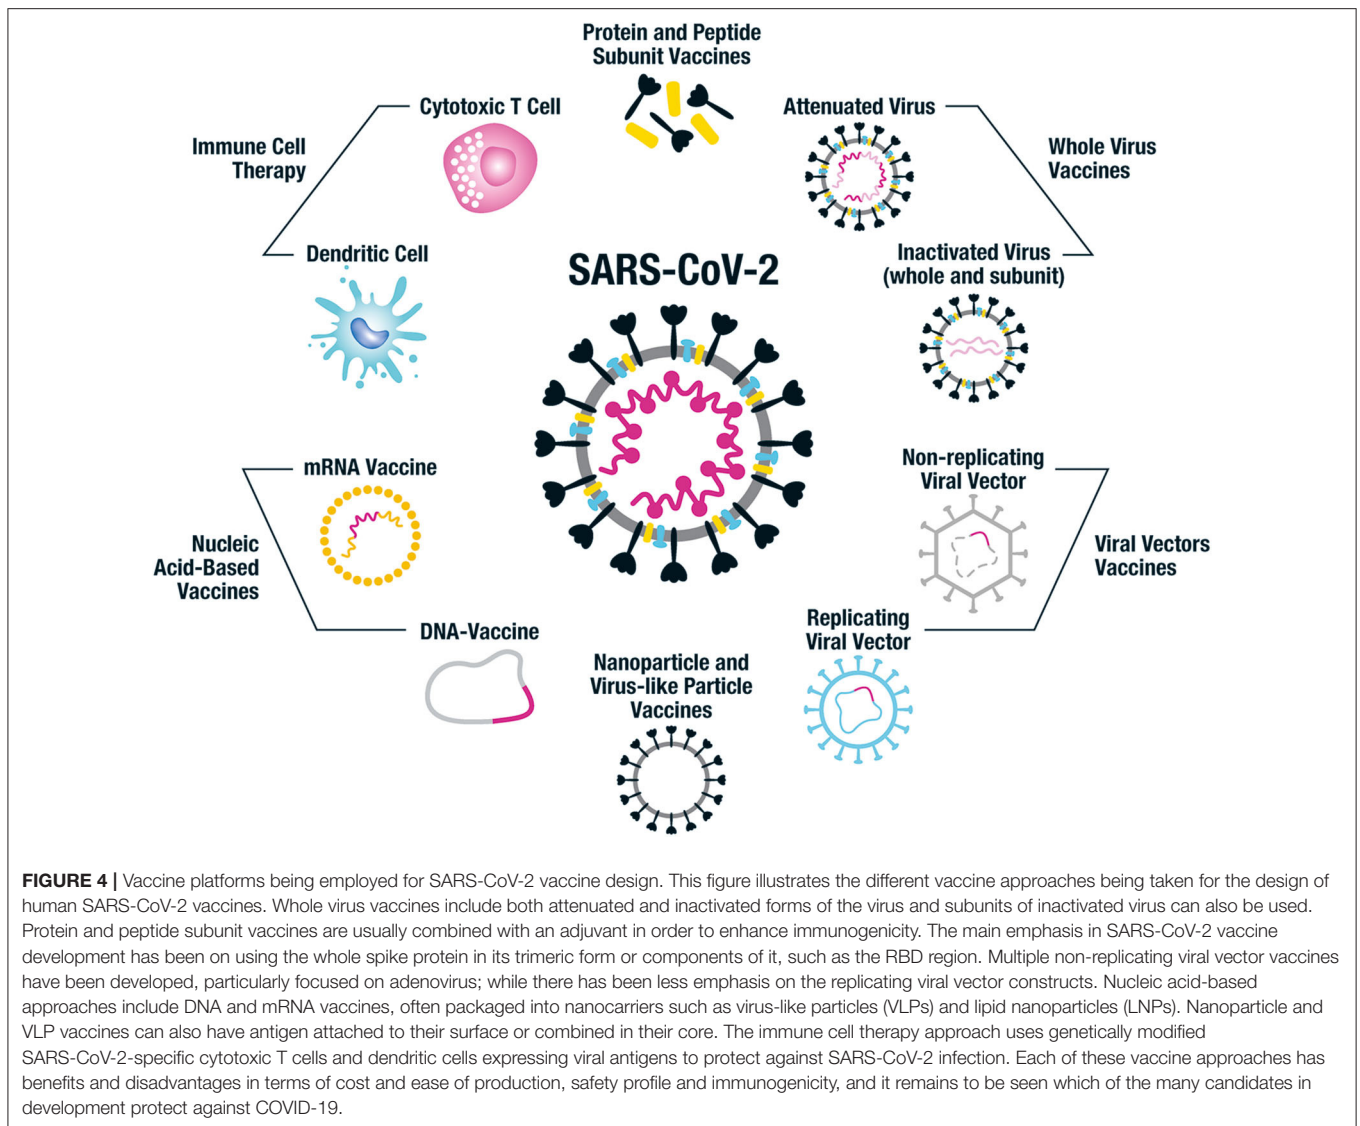 Protein and Peptide
Subunit Vaccines
Cytotoxic T Cell
Attenuated Virus
Immune Cell
Therapy
Whole Virus
Vaccines
Dendritic Cell
Inactivated Virus
(whole and subunit)
SARS-CoV-2
mRNA Vaccine
Non-replicating
Viral Vector
Nucleic
Acid-Based
Vaccines
Viral Vectors
Vaccines
DNA-Vaccine
Replicating
Viral Vector
Nanoparticle and
Virus-like Particle
Vaccines
FIGURE 4 | Vaccine platforms being employed for SARS-CoV-2 vaccine design. This figure illustrates the different vaccine approaches being taken for the design of
human SARS-CoV-2 vaccines. Whole virus vaccines include both attenuated and inactivated forms of the virus and subunits of inactivated virus can also be used.
Protein and peptide subunit vaccines are usually combined with an adjuvant in order to enhance immunogenicity. The main emphasis in SARS-CoV-2 vaccine
development has been on using the whole spike protein in its trimeric form or components of it, such as the RBD region. Multiple non-replicating viral vector vaccines
have been developed, particularly focused on adenovirus; while there has been less emphasis on the replicating viral vector constructs. Nucleic acid-based
approaches include DNA and mRNA vaccines, often packaged into nanocarriers such as virus-like particles (VLPs) and lipid nanoparticles (LNPs). Nanoparticle and
VLP vaccines can also have antigen attached to their surface or combined in their core. The immune cell therapy approach uses genetically modified
SARS-CoV-2-specific cytotoxic T cells and dendritic cells expressing viral antigens to protect against SARS-CoV-2 infection. Each of these vaccine approaches has
benefits and disadvantages in terms of cost and ease of production, safety profile and immunogenicity, and it remains to be seen which of the many candidates in
development protect against COVID-19.